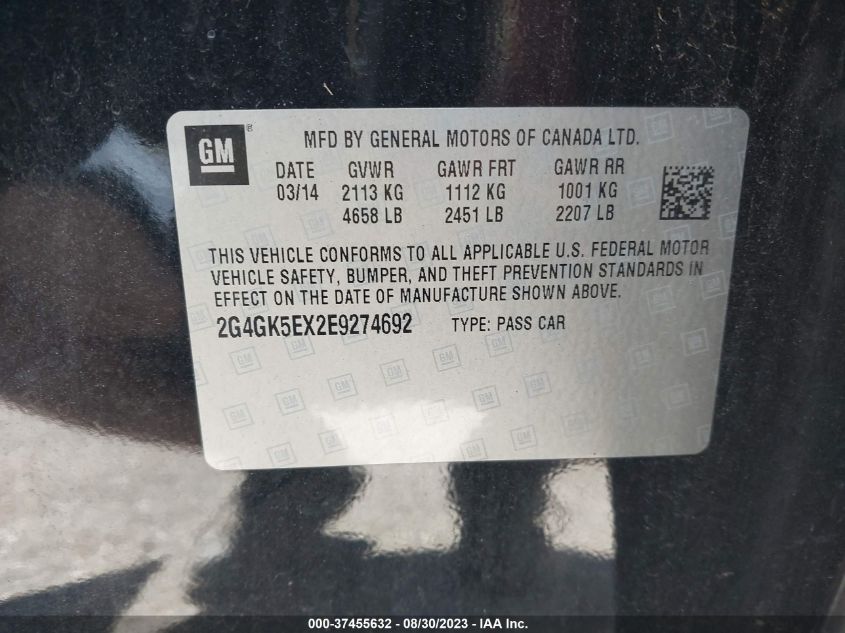 GM
MFD BY GENERAL MOTORS OF CANADA LTD.
DATE GVWR GAWR FRT GAWR RR
03/14 2113 KG 1112 KG 1001 KG
4658 LB 2451 LB 2207 LB
THIS VEHICLE CONFORMS TO ALL APPLICABLE U.S. FEDERAL MOTOR
VEHICLE SAFETY, BUMPER, AND THEFT PREVENTION STANDARDS IN
EFFECT ON THE DATE OF MANUFACTURE SHOWN ABOVE.
2G4GK5EX2E9274692 TYPE: PASS CAR
000-37455632 - 08/30/2023 - IAA Inc.